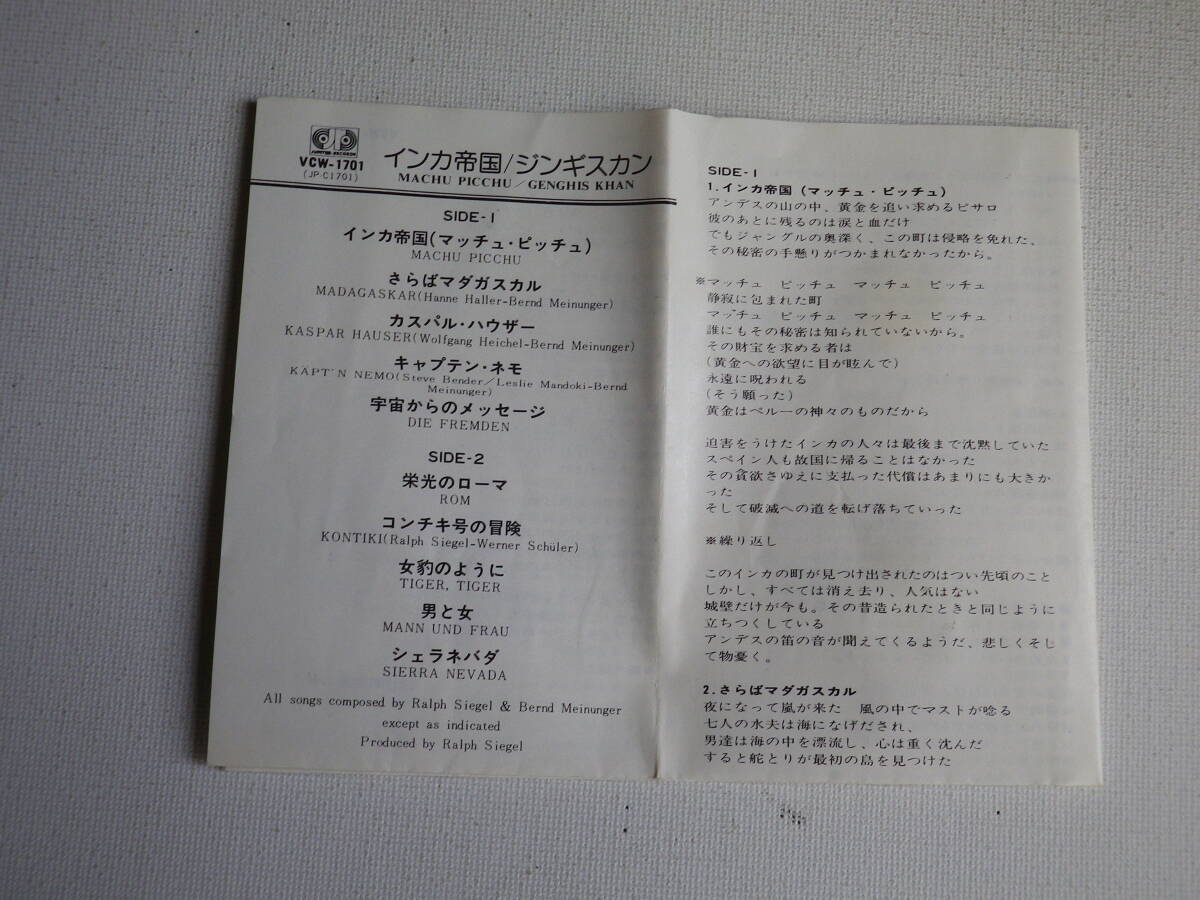 JUPITER RECORDS
VCW-1701
(JP·C1701)
インカ帝国/ジンギスカン
MACHU PICCHU/GENGHIS KHAN
SIDE-1
インカ帝国(マッチュ・ピッチュ)
MACHU PICCHU
さらばマダガスカル
MADAGASKAR(Hanne Haller-Bernd Meinunger)
カスパル・ハウザー
KASPAR HAUSER(Wolfgang Heichel-Bernd Meinunger)
キャプテン・ネモ
KAPT'N NEMO(Steve Bender/Leslie Mandoki-Bernd
Meinunger)
宇宙からのメッセージ
DIE FREMDEN
SIDE-2
栄光のローマ
ROM
コンチキ号の冒険
KONTIKI(Ralph Siegel-Werner Schüler)
女豹のように
TIGER, TIGER
男と女
MANN UND FRAU
シェラネバダ
SIERRA NEVADA
All songs composed by Ralph Siegel & Bernd Meinunger
except as indicated
Produced by Ralph Siegel
SIDE-1
1.インカ帝国(マッチュ・ピッチュ)
アンデスの山の中、黄金を追い求めるピサロ
彼のあとに残るのは涙と血だけ
でもジャングルの奥深く、この町は侵略を免れた、
その秘密の手懸りがつかまれなかったから。
※マッチュ ピッチュ マッチュ ピッチュ
静寂に包まれた町
マッチュ ピッチュ マッチュ ピッチュ
誰にもその秘密は知られていないから。
その財宝を求める者は
(黄金への欲望に目が眩んで)
永遠に呪われる
(そう願った)
黄金はペルーの神々のものだから
迫害をうけたインカの人々は最後まで沈黙していた
スペイン人も故国に帰ることはなかった
その貪欲さゆえに支払った代償はあまりにも大きか
った
そして破滅への道を転げ落ちていった
※繰り返し
このインカの町が見つけ出されたのはつい先頃のこと
しかし、すべては消え去り、人気はない
城壁だけが今も。その昔造られたときと同じように
立ちつくしている
アンデスの笛の音が聞えてくるようだ、悲しくそし
て物憂く。
2.さらばマダガスカル
夜になって嵐が来た 風の中でマストが唸る
七人の水夫は海になげだされ、
男達は海の中を漂流し、心は重く沈んだ
すると舵とりが最初の島を見つけた